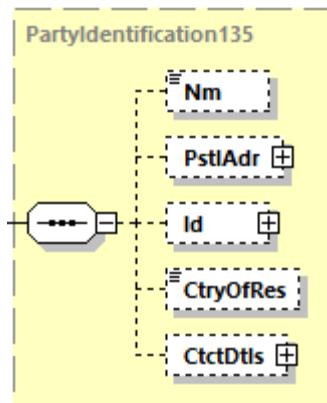 PartyIdentification135
Nm
PstlAdr
Id
CtryOfRes
CtctDtls